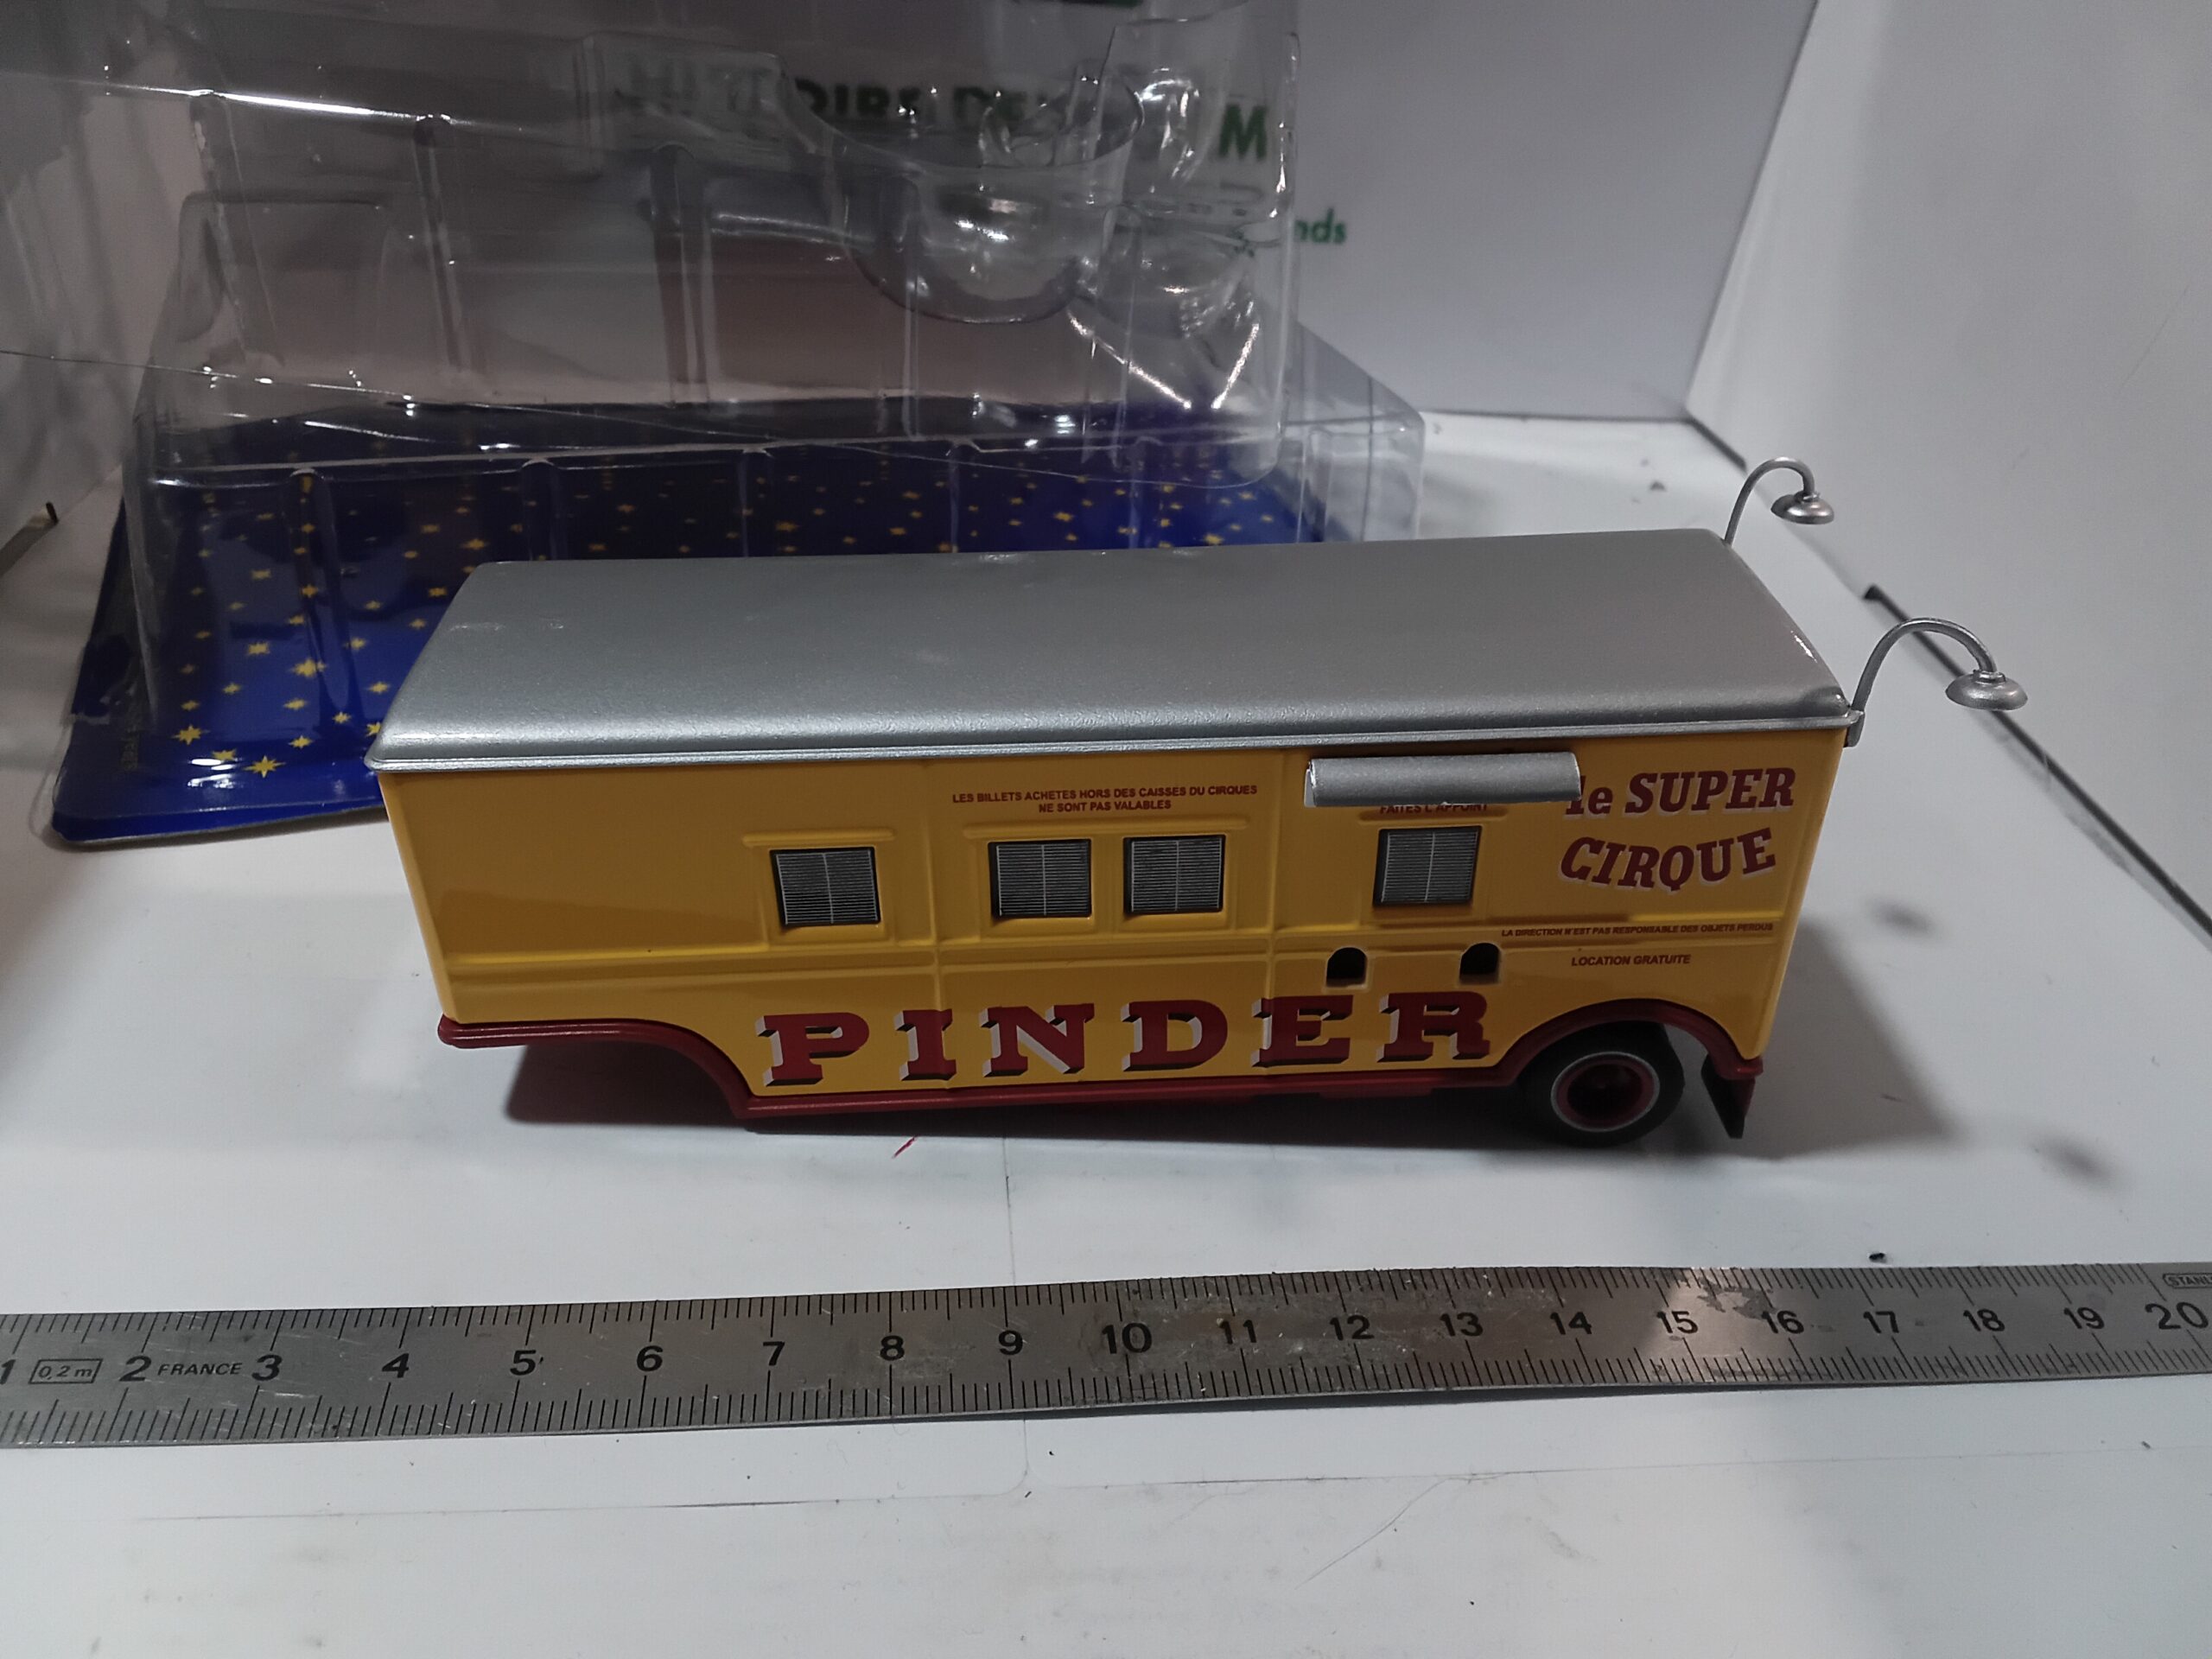 M
nds
LES BILLETS ACHETES HORS DES CAISSES DU CIRQUES
NE SONT PAS VALABLES
FAITES L'APPOINT
le SUPER
CIRQUE
LA DIRECTION N'EST PAS RESPONSABLE DES OBJETS PERDUS
LOCATION GRATUITE
PINDER
1 0,2 m 2 FRANCE 3 4 5 6 7 8 9 10 11 12 13 14 15 16 17 18 19 20